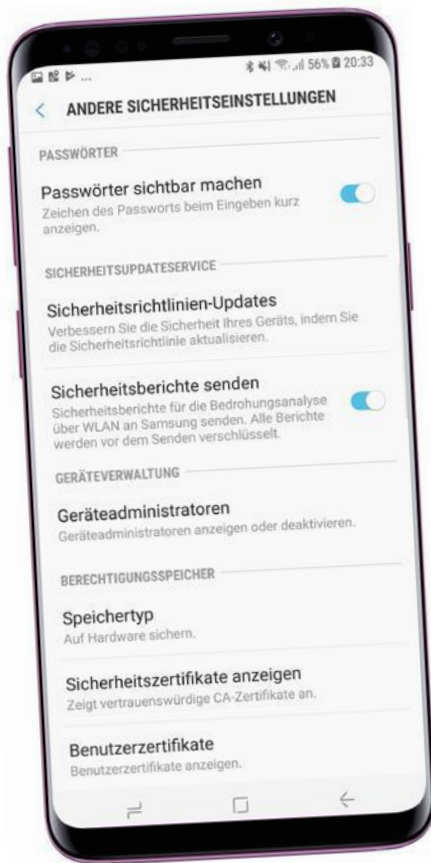 ... 56% 20:33
ANDERE SICHERHEITSEINSTELLUNGEN
PASSWÖRTER
Passwörter sichtbar machen
Zeichen des Passworts beim Eingeben kurz
anzeigen.
SICHERHEITSUPDATESERVICE
Sicherheitsrichtlinien-Updates
Verbessern Sie die Sicherheit Ihres Geräts, indem Sie
die Sicherheitsrichtlinie aktualisieren.
Sicherheitsberichte senden
Sicherheitsberichte für die Bedrohungsanalyse
über WLAN an Samsung senden. Alle Berichte
werden vor dem Senden verschlüsselt.
GERÄTEVERWALTUNG
Geräteadministratoren
Geräteadministratoren anzeigen oder deaktivieren.
BERECHTIGUNGSSPEICHER
Speichertyp
Auf Hardware sichern.
Sicherheitszertifikate anzeigen
Zeigt vertrauenswürdige CA-Zertifikate an.
Benutzerzertifikate
Benutzerzertifikate anzeigen.